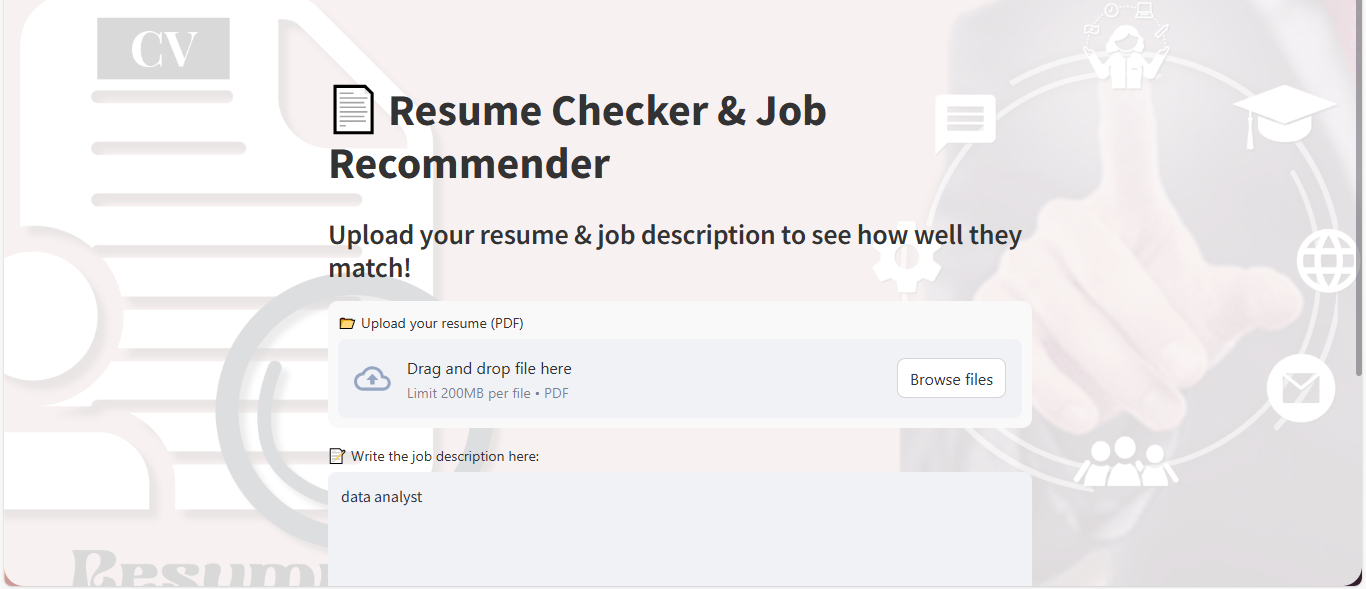 CV
Resume Checker & Job
Recommender
Upload your resume & job description to see how well they
match!
Upload your resume (PDF)
Drag and drop file here
Limit 200MB per file • PDF
Browse files
Write the job description here:
data analyst
Resum